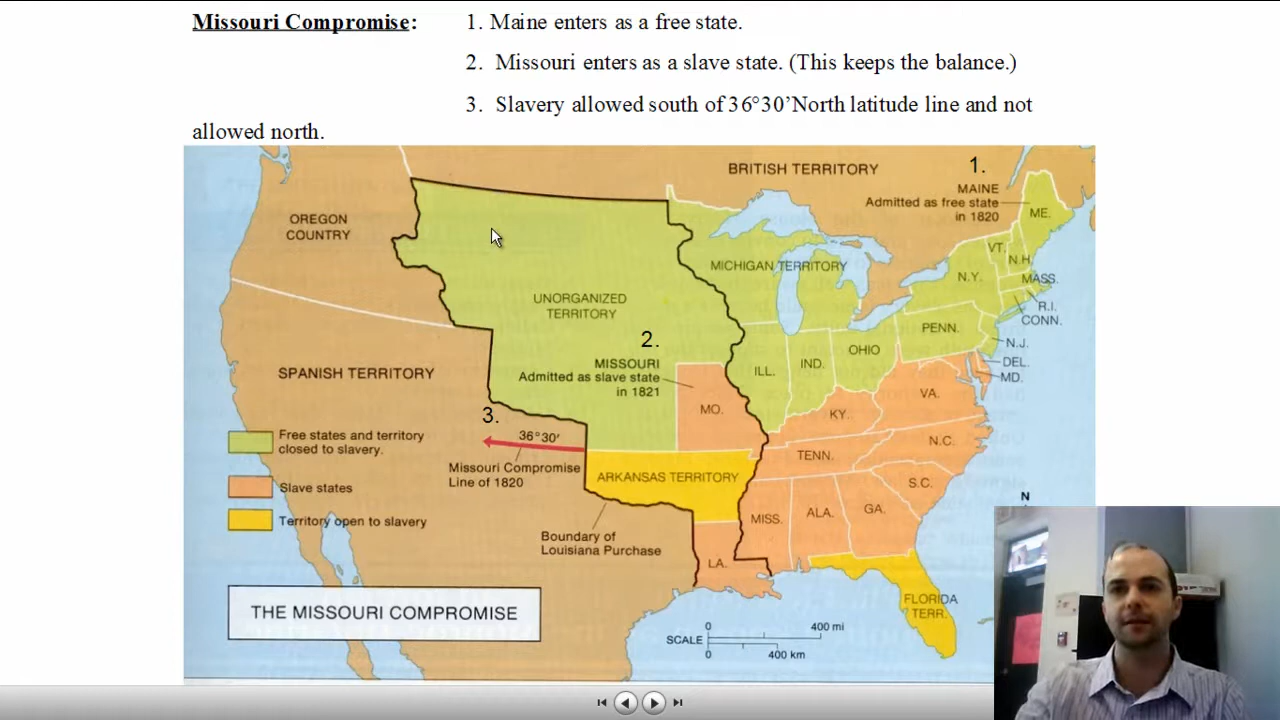 Missouri Compromise: 1. Maine enters as a free state.
2. Missouri enters as a slave state. (This keeps the balance.)
3. Slavery allowed south of 36°30’North latitude line and not
allowed north.
BRITISH TERRITORY
1.
MAINE
Admitted as free state
in 1820
ME.
OREGON
COUNTRY
VT.
N.H.
MICHIGAN TERRITORY
N.Y.
MASS.
UNORGANIZED
TERRITORY
R.I.
CONN.
PENN.
2.
N.J.
OHIO
MISSOURI
Admitted as slave state
in 1821
ILL.
IND.
DEL.
MD.
SPANISH TERRITORY
VA.
MO.
KY.
3.
36°30′
Free states and territory
closed to slavery.
N.C.
TENN.
Missouri Compromise
Line of 1820
ARKANSAS TERRITORY
Slave states
S.C.
N
MISS.
ALA.
GA.
Territory open to slavery
Boundary of
Louisiana Purchase
LA.
FLORIDA
TERR.
THE MISSOURI COMPROMISE
0 400 mi
SCALE
0 400 km